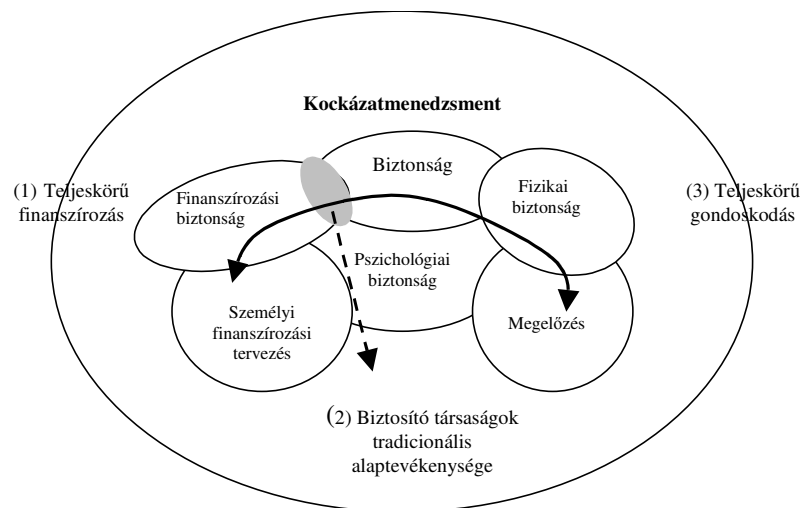 Kockázatmenedzsment
(1) Teljeskörű
finanszírozás
Finanszírozási
biztonság
Biztonság
Fizikai
biztonság
(3) Teljeskörű
gondoskodás
Pszichológiai
biztonság
Személyi
finanszírozási
tervezés
Megelőzés
(2) Biztosító társaságok
tradicionális
alaptevékenysége